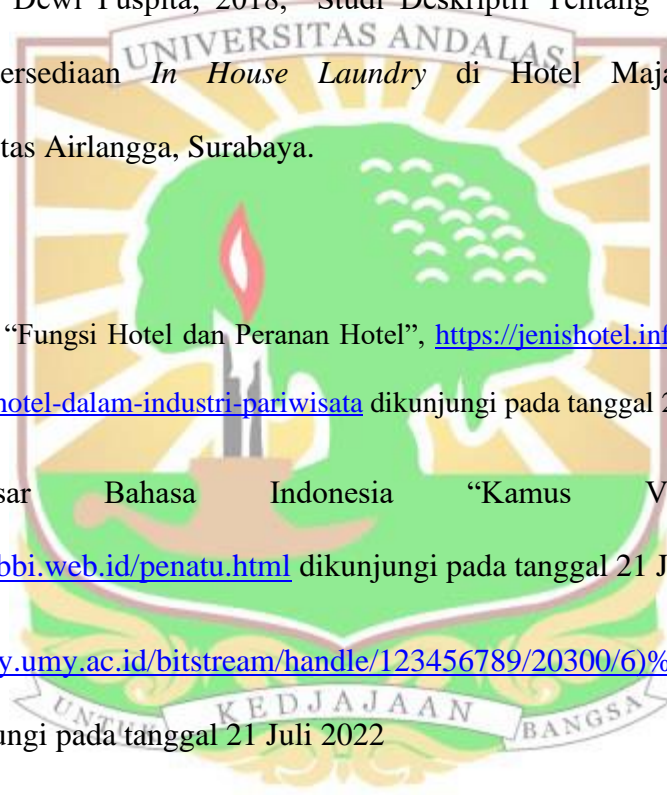 Dewi Puspita, 2018, “Studi Deskriptif Tentang
UNIVERSITAS ANDALAS
ersediaan In House Laundry di Hotel Maja
tas Airlangga, Surabaya.
“Fungsi Hotel dan Peranan Hotel”, https://jenishotel.inf
hotel-dalam-industri-pariwisata dikunjungi pada tanggal 2
sar Bahasa Indonesia “Kamus V
bbi.web.id/penatu.html dikunjungi pada tanggal 21 J
y.umy.ac.id/bitstream/handle/123456789/20300/6)%
UNTUK KEDJAJAAN BANGSA
ungi pada tanggal 21 Juli 2022